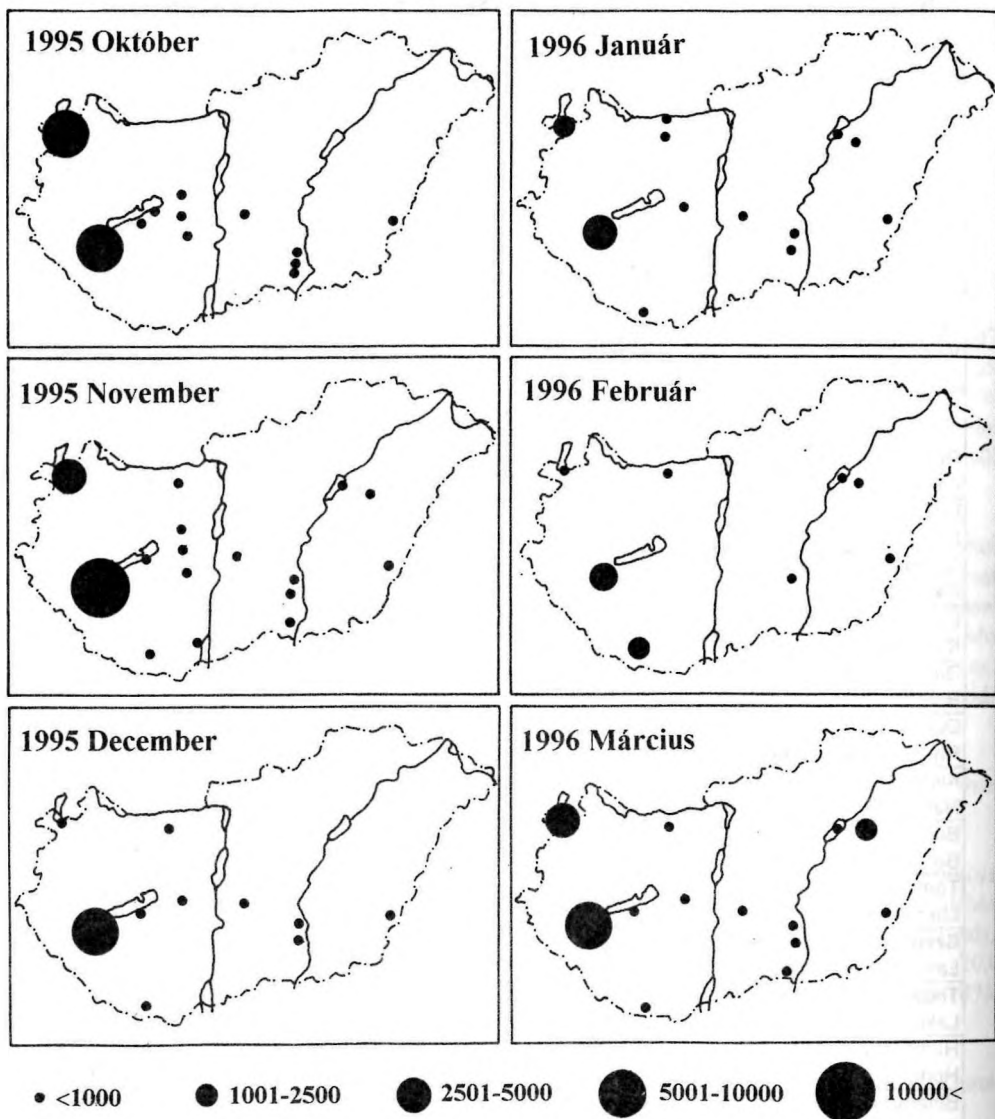 1995 Október
1996 Január
1995 November
1996 Február
1995 December
1996 Március
<1000 1001-2500 2501-5000 5001-10000 10000<